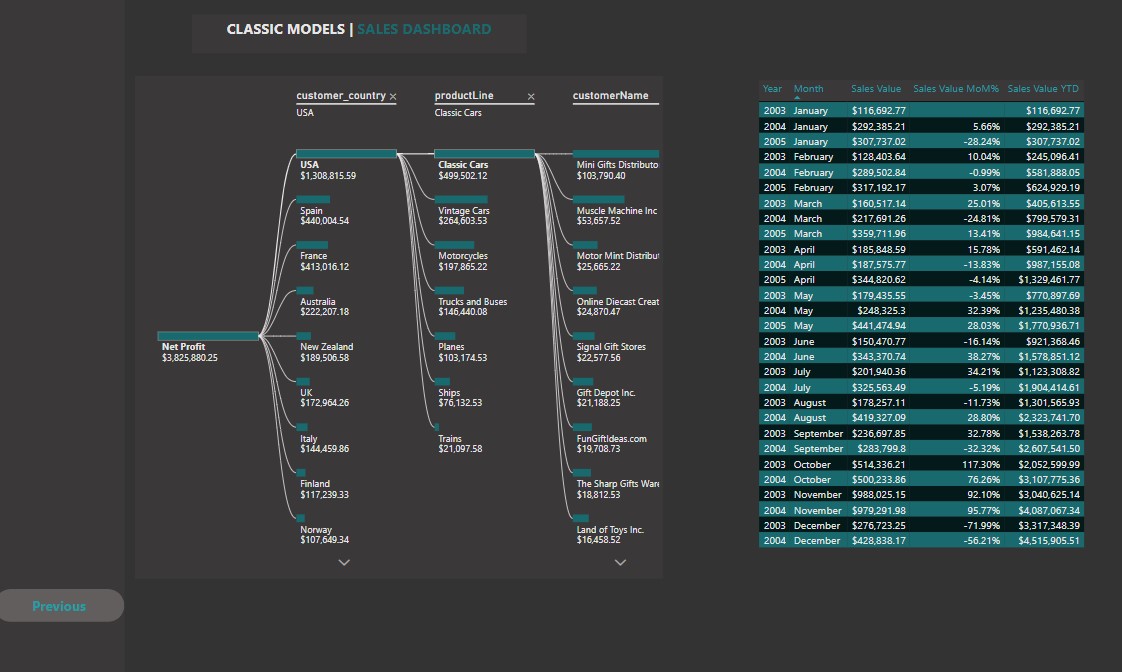 CLASSIC MODELS | SALES DASHBOARD
customer_country ×
USA
productLine ×
Classic Cars
customerName
Net Profit
$3,825,880.25
USA
$1,308,815.59
Spain
$440,004.54
France
$413,016.12
Australia
$222,207.18
New Zealand
$189,506.58
UK
$172,964.26
Italy
$144,459.86
Finland
$117,239.33
Norway
$107,649.34
Classic Cars
$499,502.12
Vintage Cars
$264,603.53
Motorcycles
$197,865.22
Trucks and Buses
$146,440.08
Planes
$103,174.53
Ships
$76,132.53
Trains
$21,097.58
Mini Gifts Distributo
$103,790.40
Muscle Machine Inc
$53,657.52
Motor Mint Distribut
$25,665.22
Online Diecast Creat
$24,870.47
Signal Gift Stores
$22,577.56
Gift Depot Inc.
$21,188.25
FunGiftIdeas.com
$19,708.73
The Sharp Gifts Ware
$18,812.53
Land of Toys Inc.
$16,458.52
Year Month Sales Value Sales Value MoM% Sales Value YTD
2003 January $116,692.77 $116,692.77
2004 January $292,385.21 5.66% $292,385.21
2005 January $307,737.02 -28.24% $307,737.02
2003 February $128,403.64 10.04% $245,096.41
2004 February $289,502.84 -0.99% $581,888.05
2005 February $317,192.17 3.07% $624,929.19
2003 March $160,517.14 25.01% $405,613.55
2004 March $217,691.26 -24.81% $799,579.31
2005 March $359,711.96 13.41% $984,641.15
2003 April $185,848.59 15.78% $591,462.14
2004 April $187,575.77 -13.83% $987,155.08
2005 April $344,820.62 -4.14% $1,329,461.77
2003 May $179,435.55 -3.45% $770,897.69
2004 May $248,325.3 32.39% $1,235,480.38
2005 May $441,474.94 28.03% $1,770,936.71
2003 June $150,470.77 -16.14% $921,368.46
2004 June $343,370.74 38.27% $1,578,851.12
2003 July $201,940.36 34.21% $1,123,308.82
2004 July $325,563.49 -5.19% $1,904,414.61
2003 August $178,257.11 -11.73% $1,301,565.93
2004 August $419,327.09 28.80% $2,323,741.70
2003 September $236,697.85 32.78% $1,538,263.78
2004 September $283,799.8 -32.32% $2,607,541.50
2003 October $514,336.21 117.30% $2,052,599.99
2004 October $500,233.86 76.26% $3,107,775.36
2003 November $988,025.15 92.10% $3,040,625.14
2004 November $979,291.98 95.77% $4,087,067.34
2003 December $276,723.25 -71.99% $3,317,348.39
2004 December $428,838.17 -56.21% $4,515,905.51
Previous